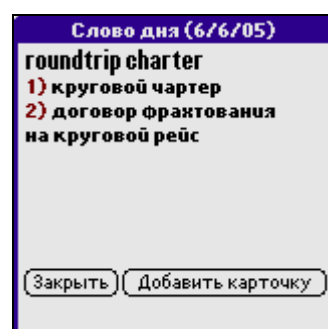 Слово дня (6/6/05)
roundtrip charter
1) круговой чартер
2) договор фрахтования
на круговой рейс
Закрыть Добавить карточку